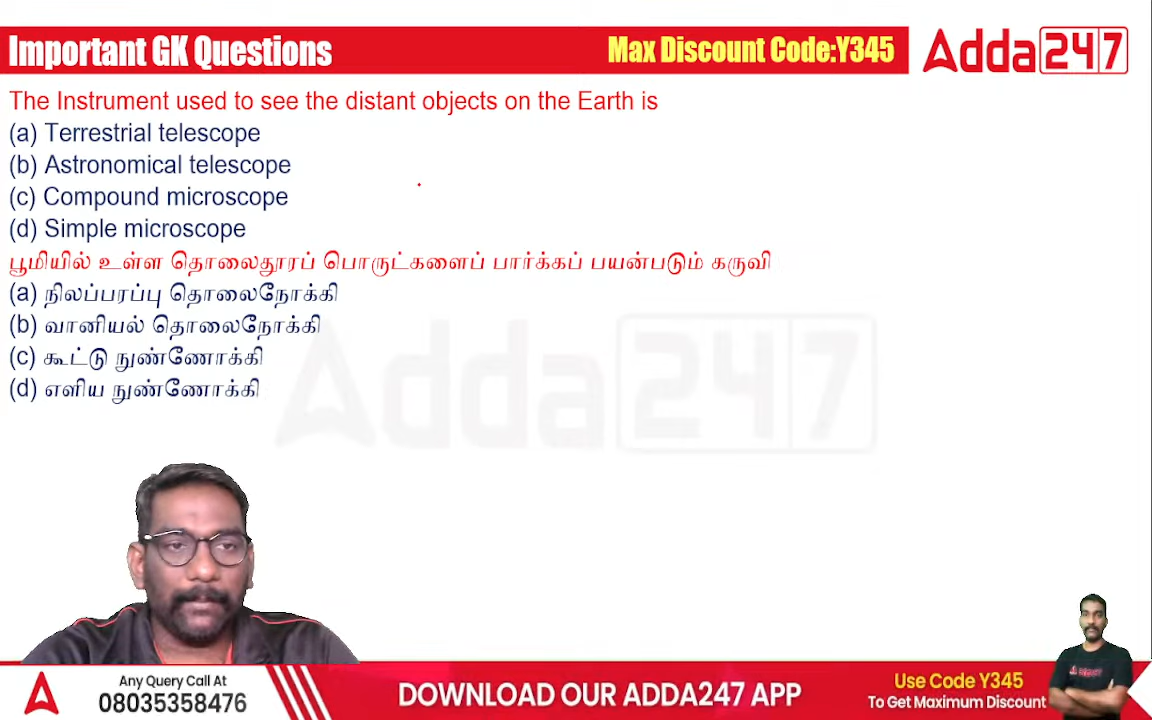 Important GK Questions
Max Discount Code:Y345
Adda247
The Instrument used to see the distant objects on the Earth is
(a) Terrestrial telescope
(b) Astronomical telescope
(c) Compound microscope
(d) Simple microscope
பூமியில் உள்ள தொலைதூரப் பொருட்களைப் பார்க்கப் பயன்படும் கருவி
(a) நிலப்பரப்பு தொலைநோக்கி
(b) வானியல் தொலைநோக்கி
(c) கூட்டு நுண்ணோக்கி
(d) எளிய நுண்ணோக்கி
Adda247
Any Query Call At
08035358476
DOWNLOAD OUR ADDA247 APP
Use Code Y345
To Get Maximum Discount